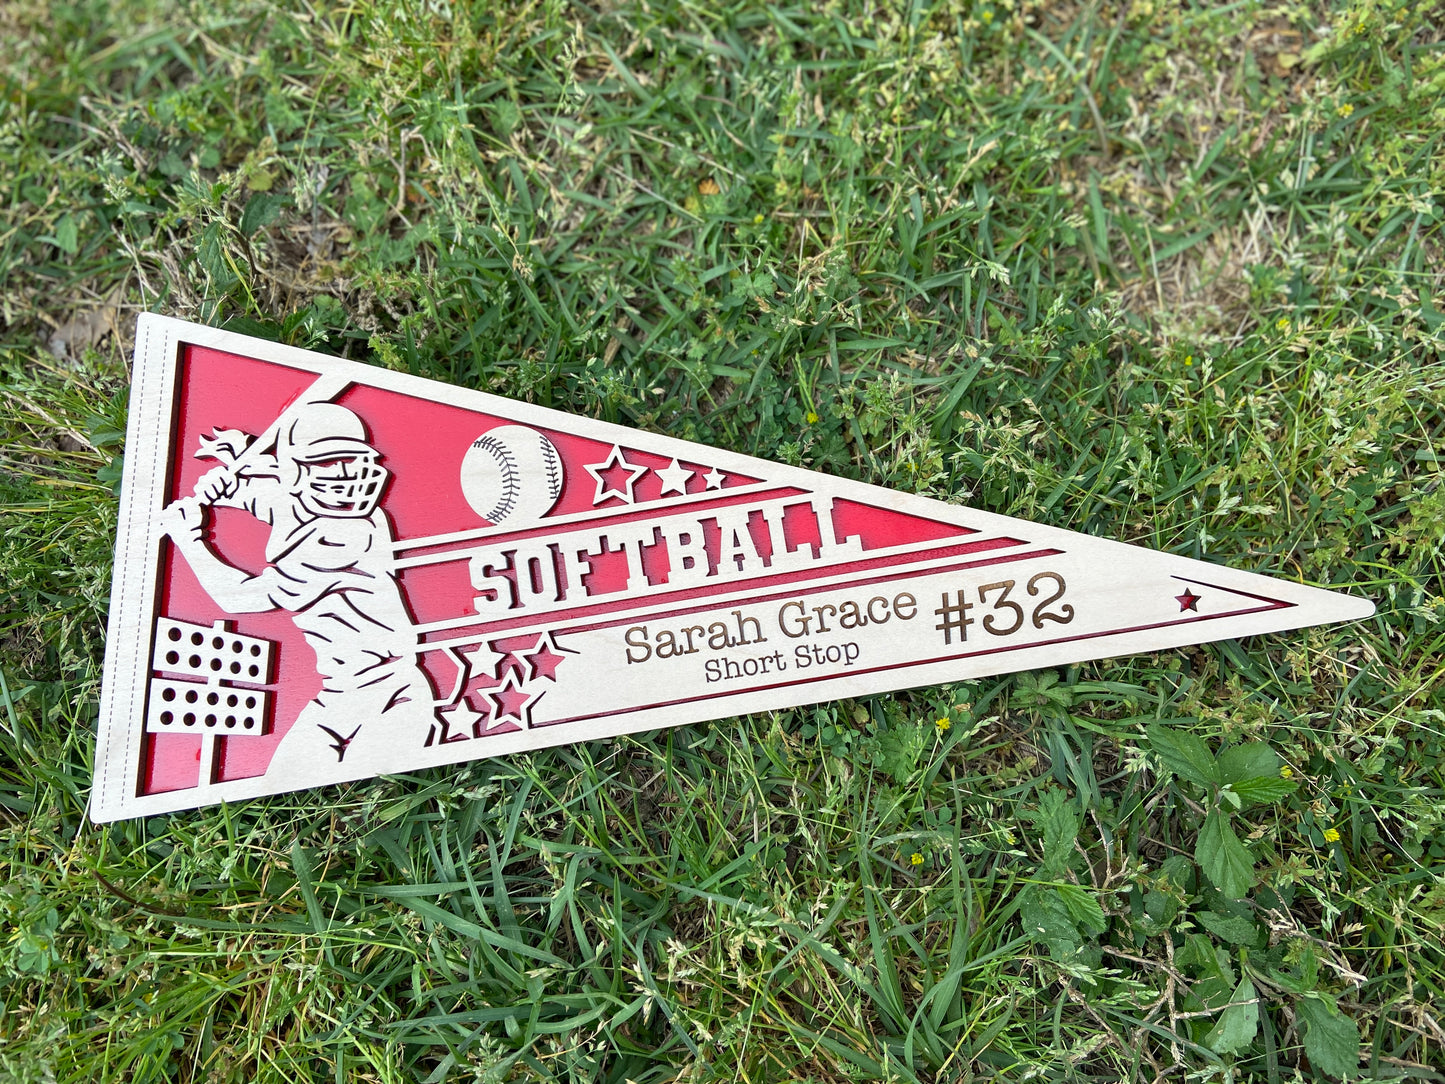 SOFTBALL
Sarah Grace #32
Short Stop